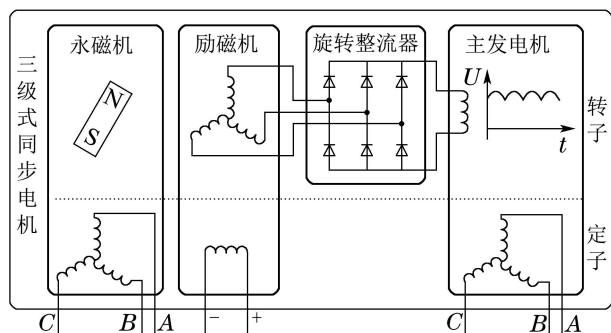 三级式同步电机
永磁机
励磁机
旋转整流器
主发电机
N
S
U
t
转子
定子
C B A
− +
C B A